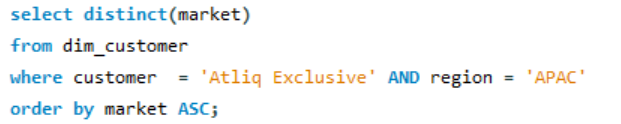 select distinct(market)
from dim_customer
where customer  = 'Atliq Exclusive' AND region = 'APAC'
order by market ASC;